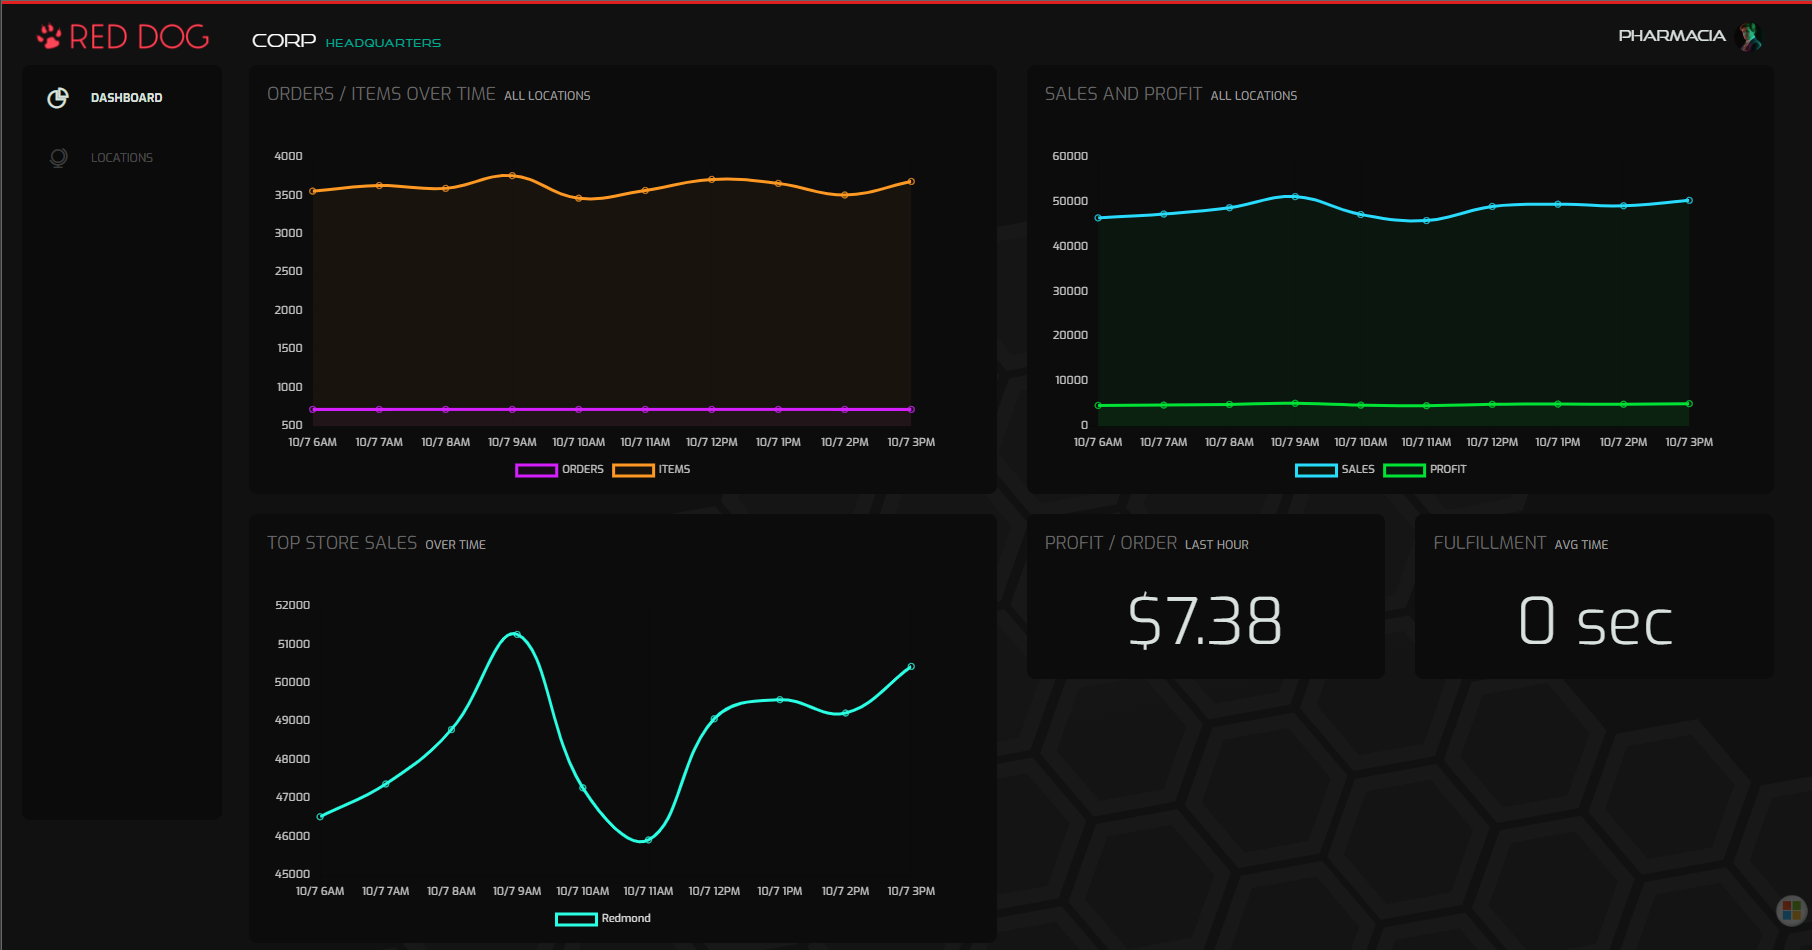 RED DOG
CORP HEADQUARTERS
PHARMACIA
DASHBOARD
LOCATIONS
ORDERS / ITEMS OVER TIME ALL LOCATIONS
4000
3500
3000
2500
2000
1500
1000
500
10/7 6AM 10/7 7AM 10/7 8AM 10/7 9AM 10/7 10AM 10/7 11AM 10/7 12PM 10/7 1PM 10/7 2PM 10/7 3PM
ORDERS ITEMS
SALES AND PROFIT ALL LOCATIONS
60000
50000
40000
30000
20000
10000
0
10/7 6AM 10/7 7AM 10/7 8AM 10/7 9AM 10/7 10AM 10/7 11AM 10/7 12PM 10/7 1PM 10/7 2PM 10/7 3PM
SALES PROFIT
TOP STORE SALES OVER TIME
52000
51000
50000
49000
48000
47000
46000
45000
10/7 6AM 10/7 7AM 10/7 8AM 10/7 9AM 10/7 10AM 10/7 11AM 10/7 12PM 10/7 1PM 10/7 2PM 10/7 3PM
Redmond
PROFIT / ORDER LAST HOUR
$7.38
FULFILLMENT AVG TIME
0 sec